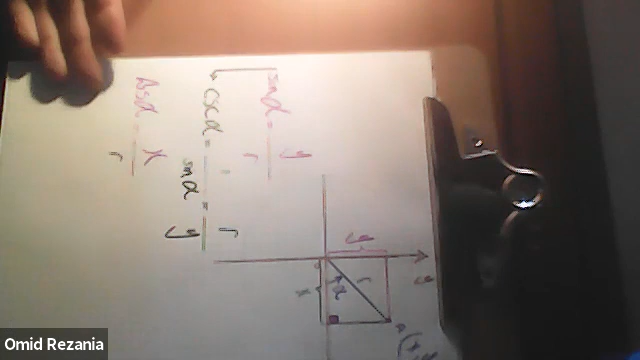 sin α = y / r
csc α = 1 / sin α = r / y
cos α = x / r
y
y
r
α
x
Omid Rezania